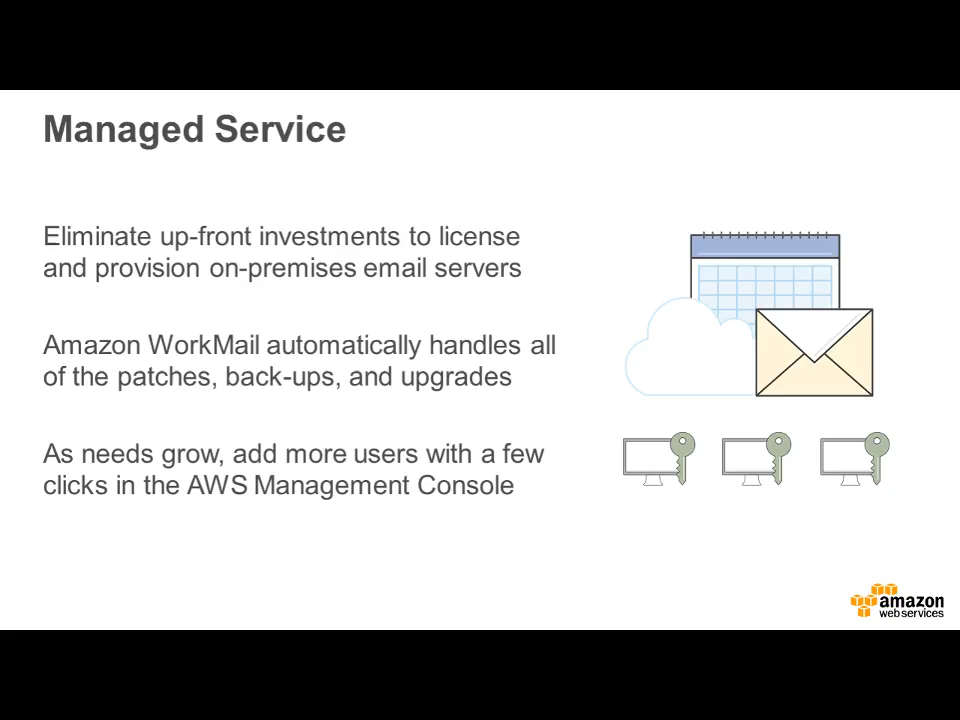 Managed Service
Eliminate up-front investments to license
and provision on-premises email servers
Amazon WorkMail automatically handles all
of the patches, back-ups, and upgrades
As needs grow, add more users with a few
clicks in the AWS Management Console
amazon
web services